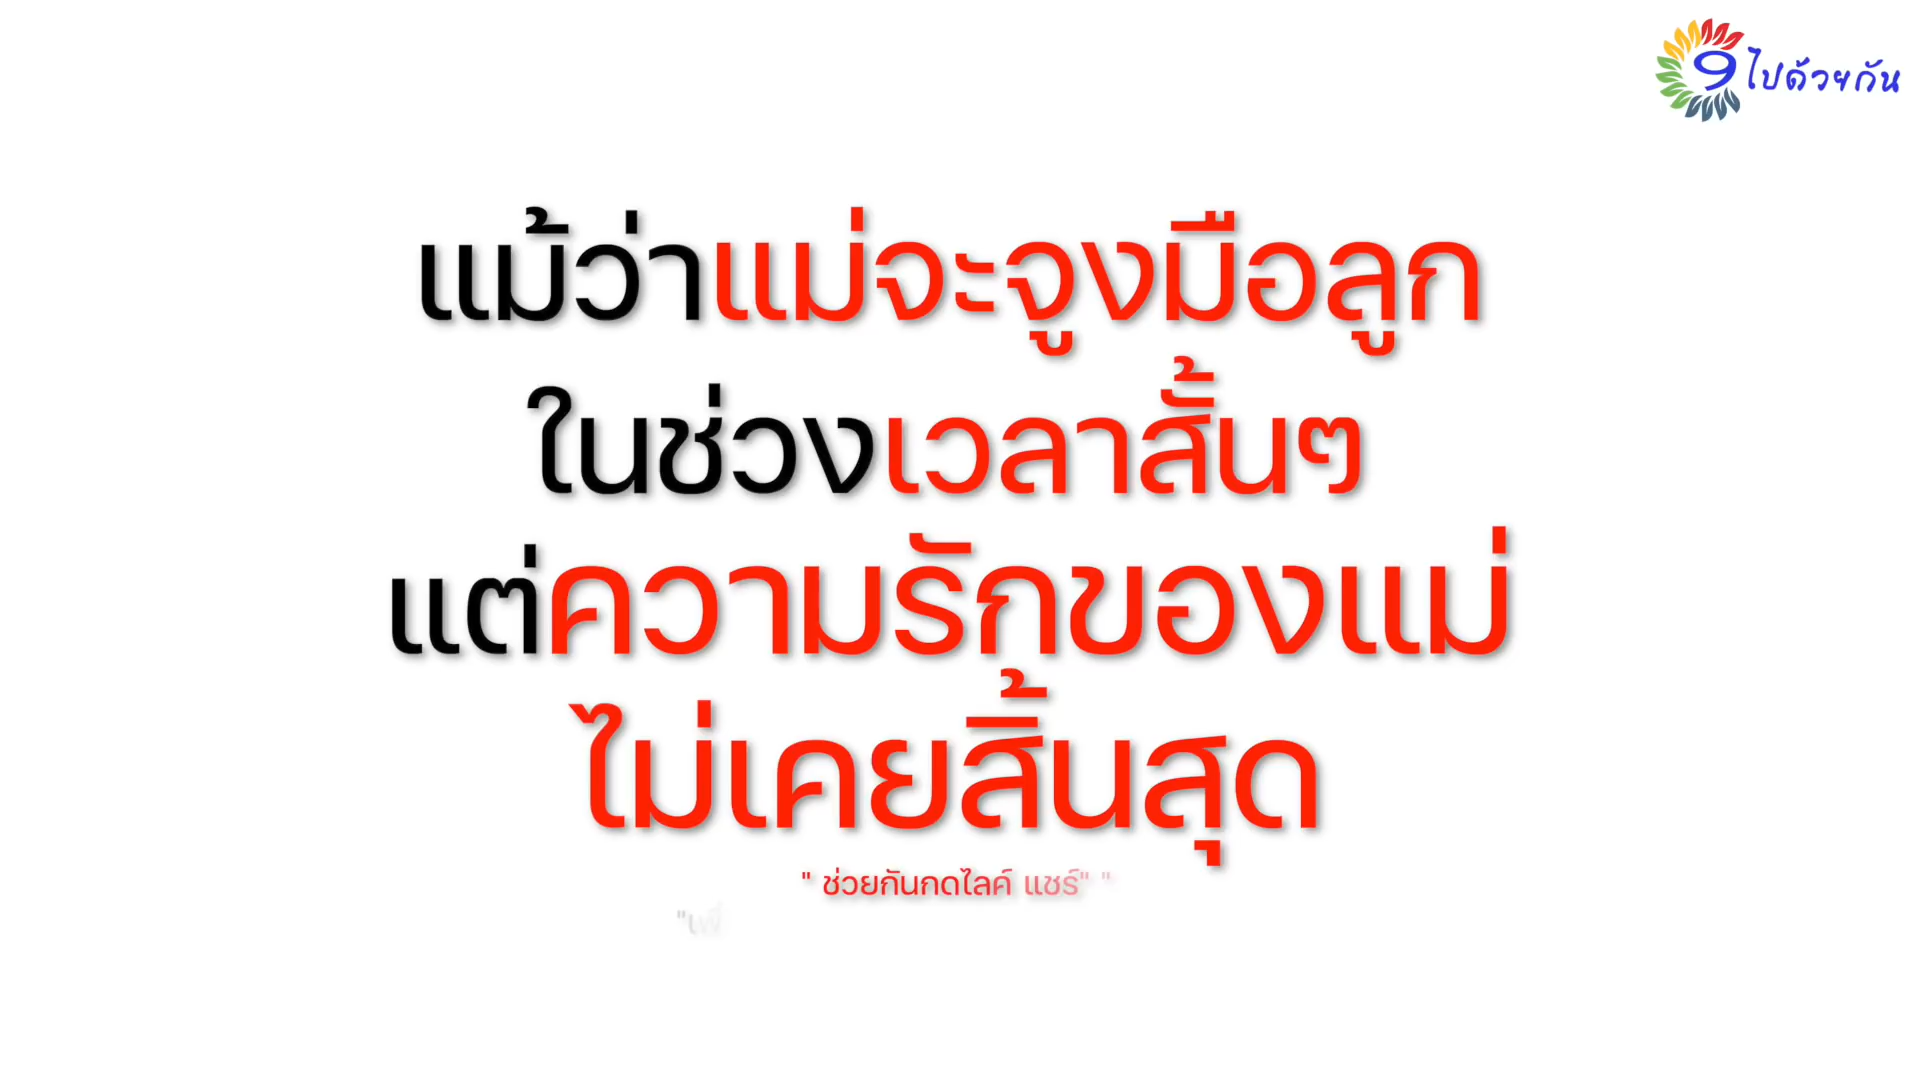 9 ไปด้วยกัน
แม้ว่าแม่จะจูงมือลูก
ในช่วงเวลาสั้นๆ
แต่ความรักของแม่
ไม่เคยสิ้นสุด
" ช่วยกันกดไลค์ แชร์" "